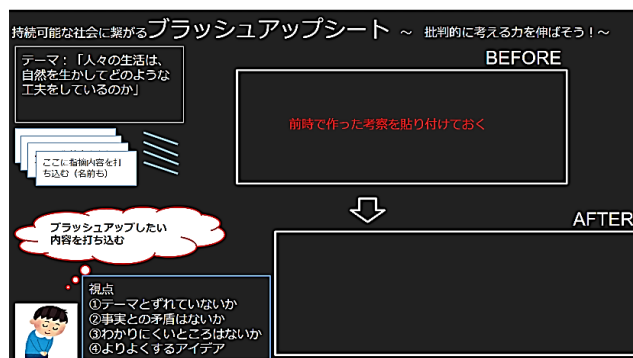 持続可能な社会に繋がるブラッシュアップシート ～ 批判的に考える力を伸ばそう！～
テーマ：「人々の生活は、
自然を生かしてどのような
工夫をしているのか」
BEFORE
前時で作った考察を貼り付けておく
ここに指摘内容を打
ち込む（名前も）
ブラッシュアップしたい
内容を打ち込む
AFTER
視点
①テーマとずれていないか
②事実との矛盾はないか
③わかりにくいところはないか
④よりよくするアイデア